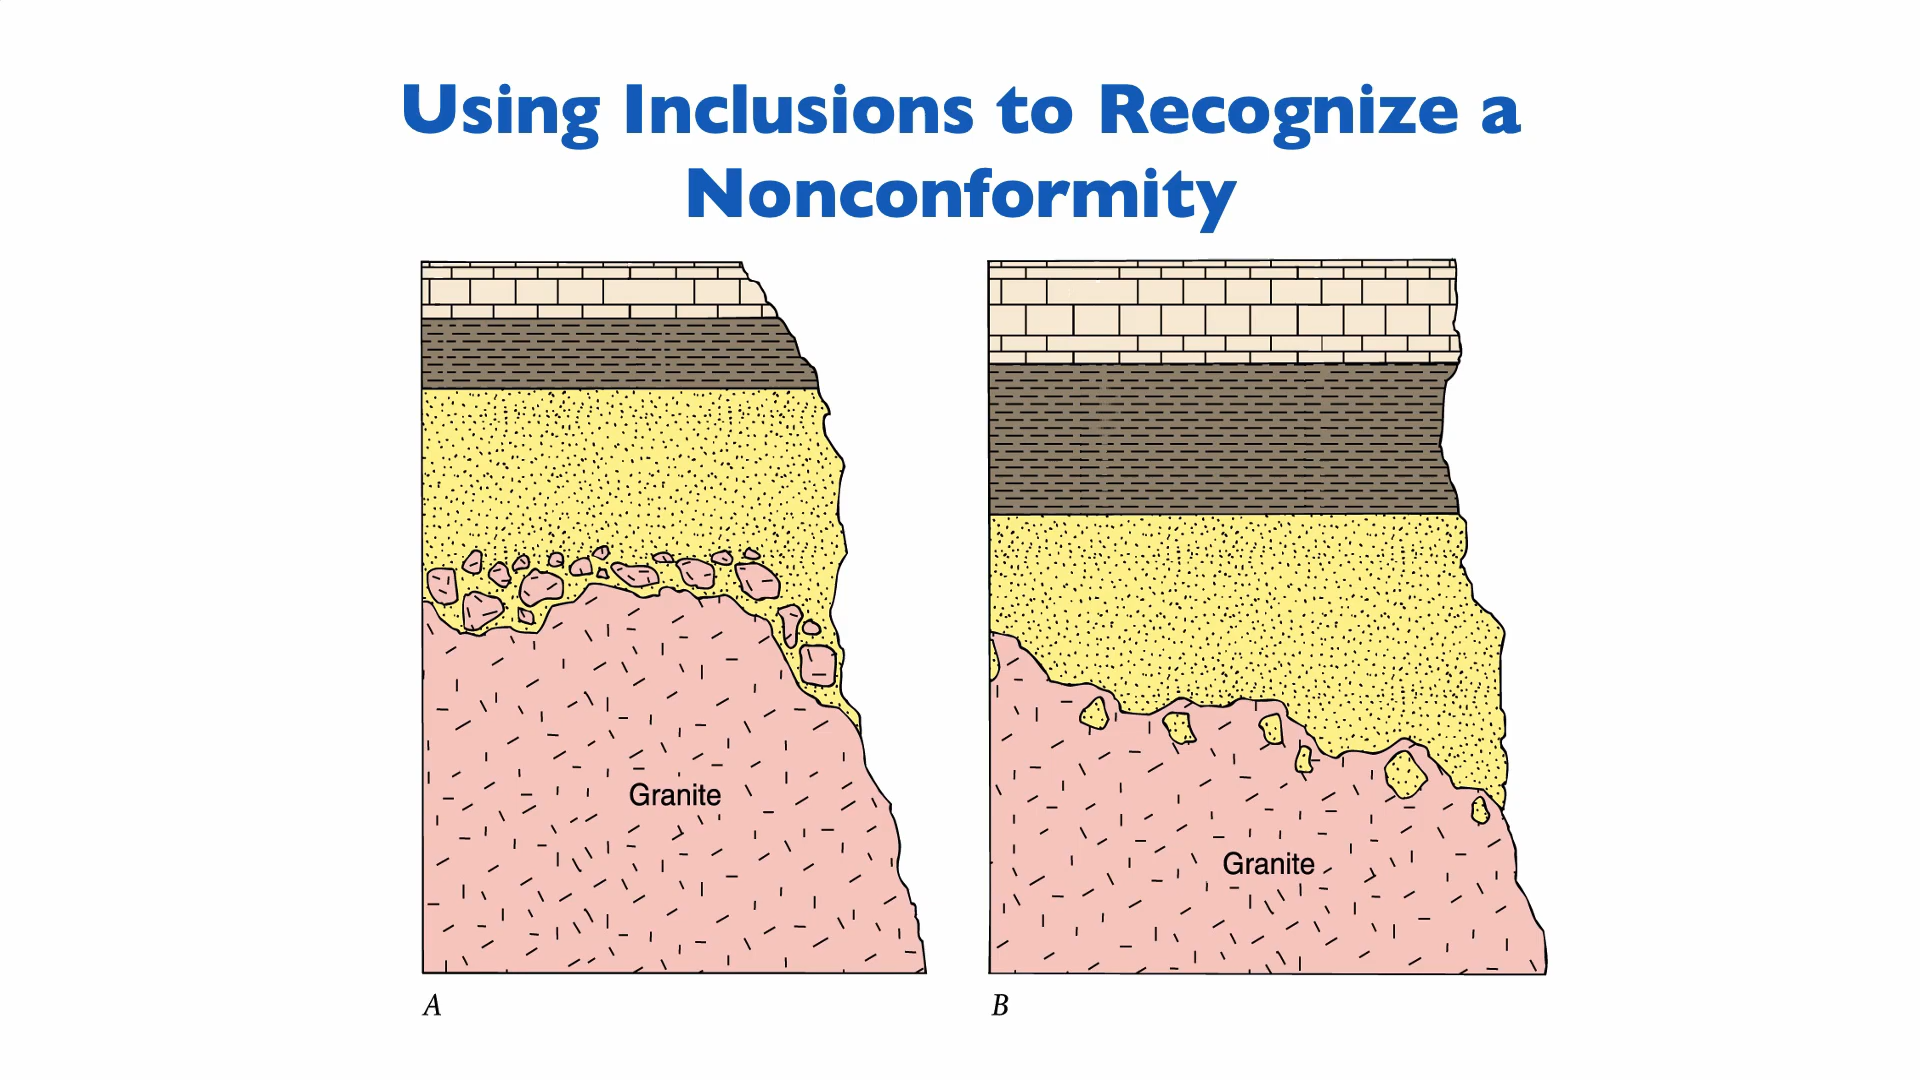 Using Inclusions to Recognize a
Nonconformity
Granite
Granite
A
B